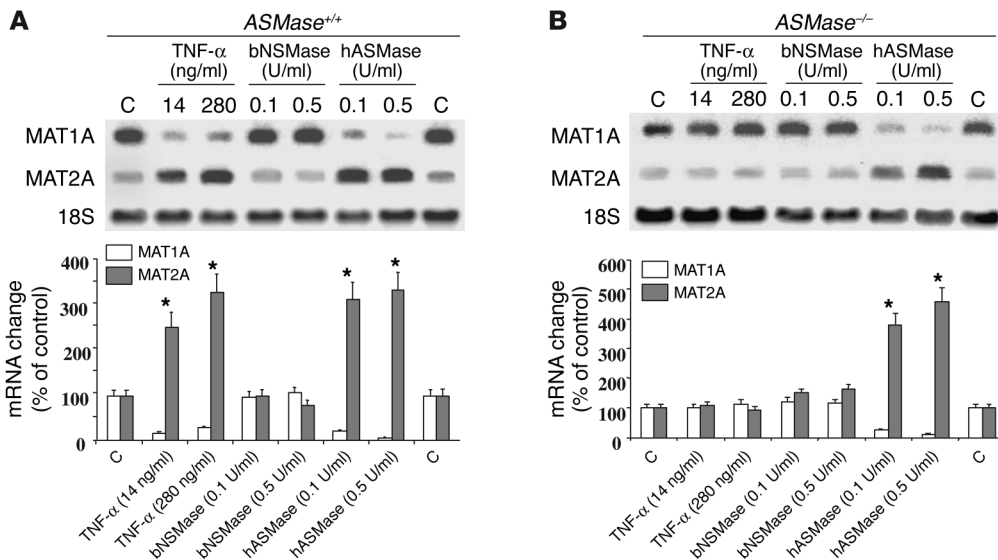 A
ASMase+/+
TNF-α
(ng/ml)
bNSMase
(U/ml)
hASMase
(U/ml)
C 14 280 0.1 0.5 0.1 0.5 C
MAT1A
MAT2A
18S
MAT1A
MAT2A
mRNA change
(% of control)
400
300
200
100
0
* * * *
C
TNF-α (14 ng/ml)
TNF-α (280 ng/ml)
bNSMase (0.1 U/ml)
bNSMase (0.5 U/ml)
hASMase (0.1 U/ml)
hASMase (0.5 U/ml)
C
B
ASMase−/−
TNF-α
(ng/ml)
bNSMase
(U/ml)
hASMase
(U/ml)
C 14 280 0.1 0.5 0.1 0.5 C
MAT1A
MAT2A
18S
MAT1A
MAT2A
mRNA change
(% of control)
600
500
400
300
200
100
0
* *
C
TNF-α (14 ng/ml)
TNF-α (280 ng/ml)
bNSMase (0.1 U/ml)
bNSMase (0.5 U/ml)
hASMase (0.1 U/ml)
hASMase (0.5 U/ml)
C